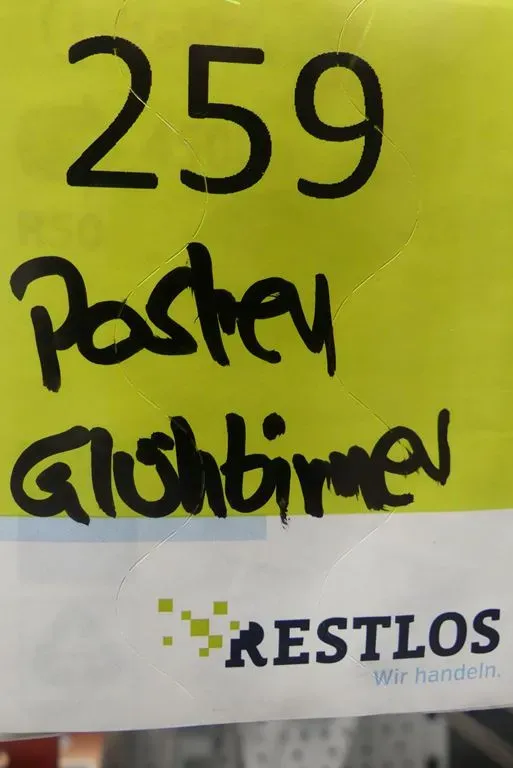 259
Posten
Glühbirnen
RESTLOS
Wir handeln.